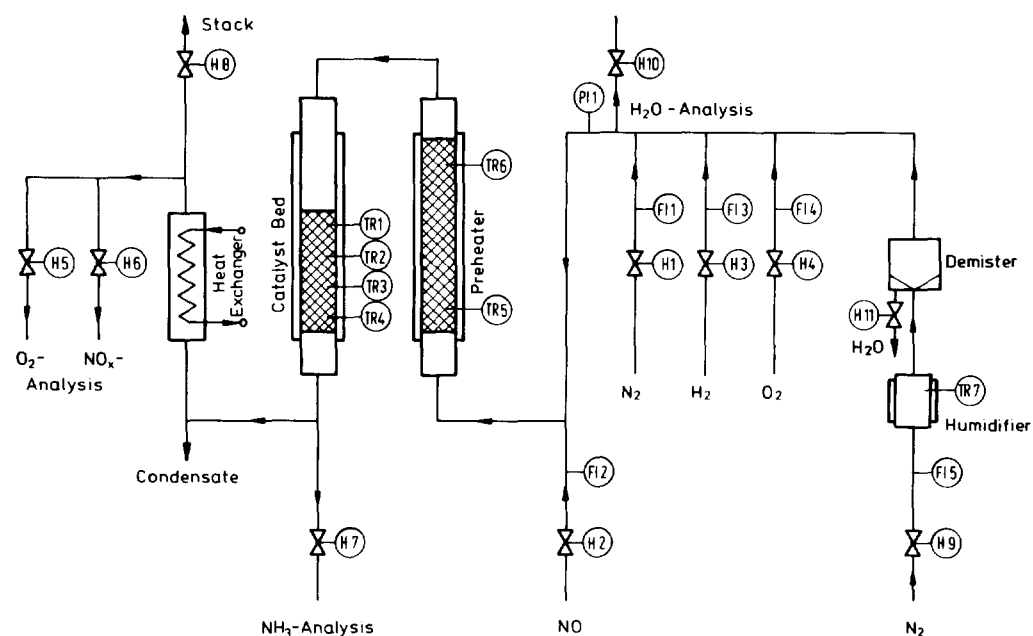 Stack
H8
H10
PI1
H₂O-Analysis
TR6
Catalyst Bed
Preheater
TR1
TR2
TR3
TR4
TR5
FI1
FI3
FI4
H1
H3
H4
H5
H6
Heat
Exchanger
Demister
H11
H₂O
O₂-
NOₓ-
Analysis
N₂
H₂
O₂
TR7
Humidifier
Condensate
FI2
FI5
H7
H2
H9
NH₃-Analysis
NO
N₂